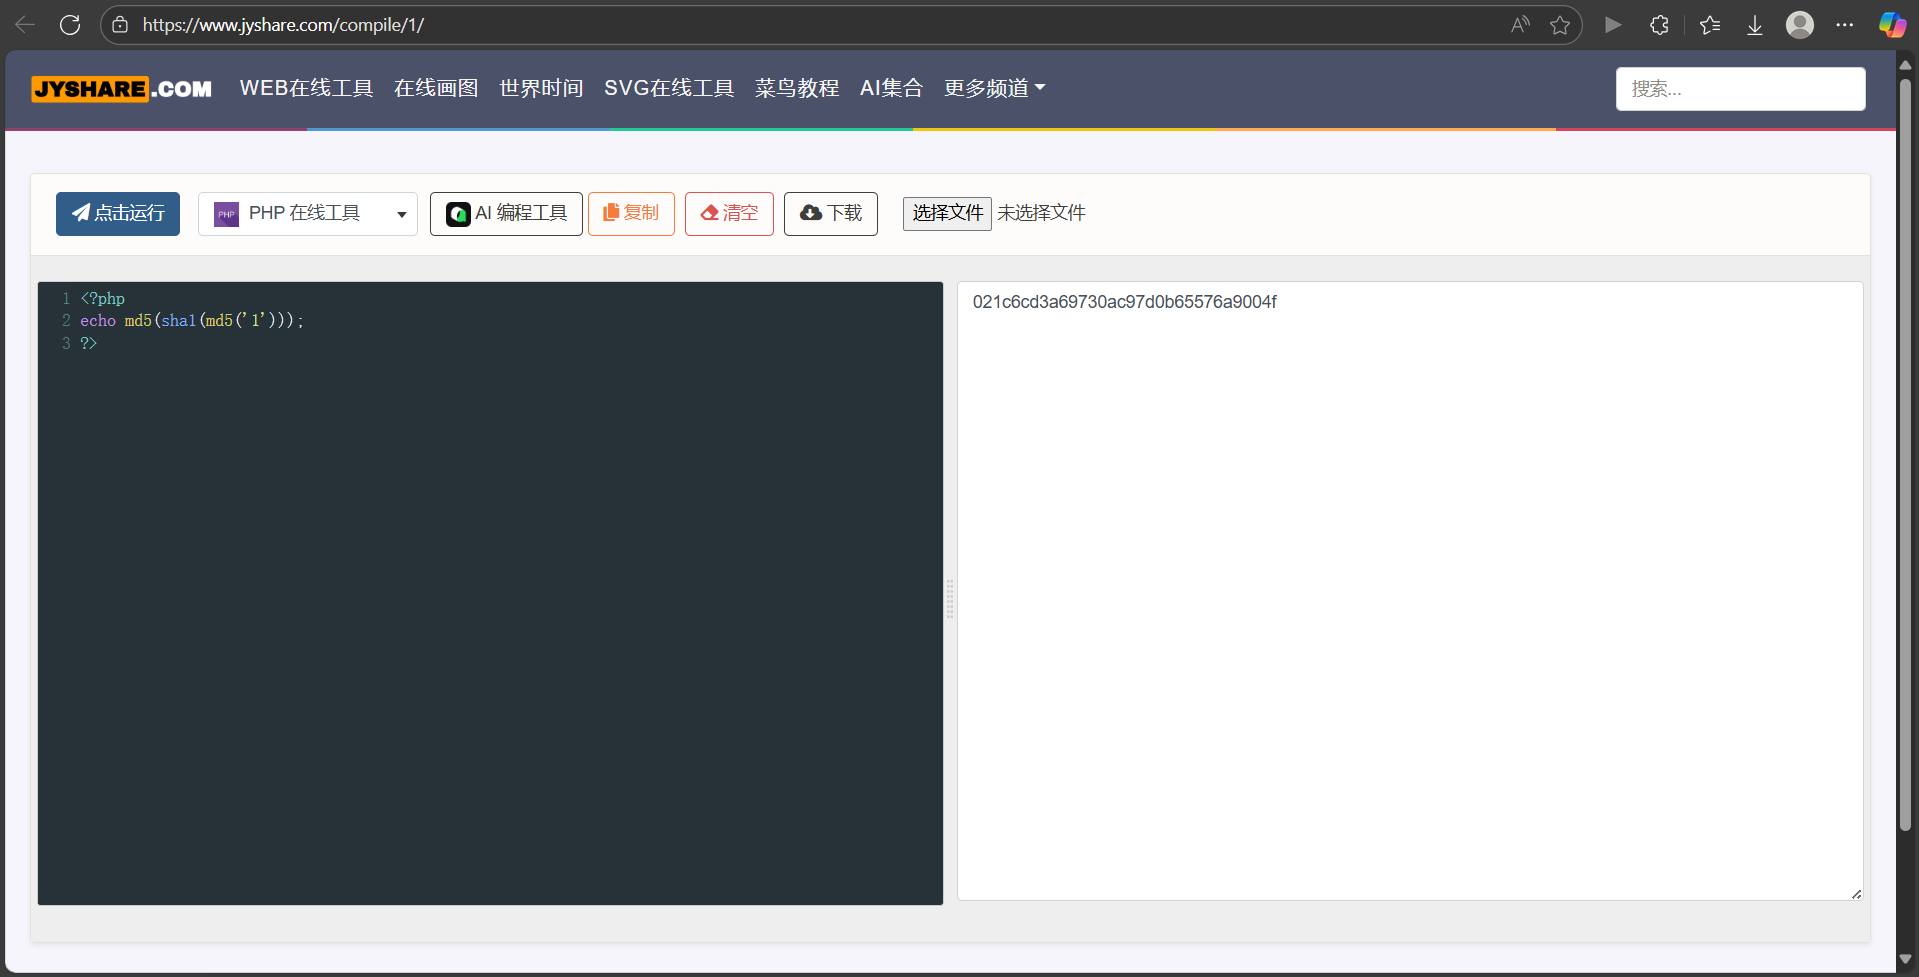 https://www.jyshare.com/compile/1/
JYSHARE.COM WEB在线工具 在线画图 世界时间 SVG在线工具 菜鸟教程 AI集合 更多频道 搜索...
点击运行 PHP PHP 在线工具 AI 编程工具 复制 清空 下载 选择文件 未选择文件
1 <?php
2 echo md5(sha1(md5('1')));
3 ?>
021c6cd3a69730ac97d0b65576a9004f